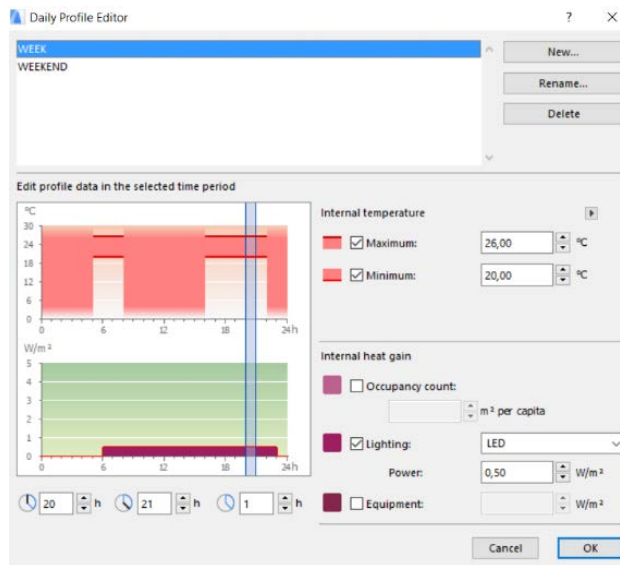 Daily Profile Editor ? ×
WEEK
WEEKEND
New...
Rename...
Delete
Edit profile data in the selected time period
°C
30
24
18
12
6
0
0 6 12 18 24h
W/m²
5
4
3
2
1
0
0 6 12 18 24h
20 h 21 h 1 h
Internal temperature
Maximum: 26,00 °C
Minimum: 20,00 °C
Internal heat gain
Occupancy count:
m² per capita
Lighting: LED
Power: 0,50 W/m²
Equipment: W/m²
Cancel OK